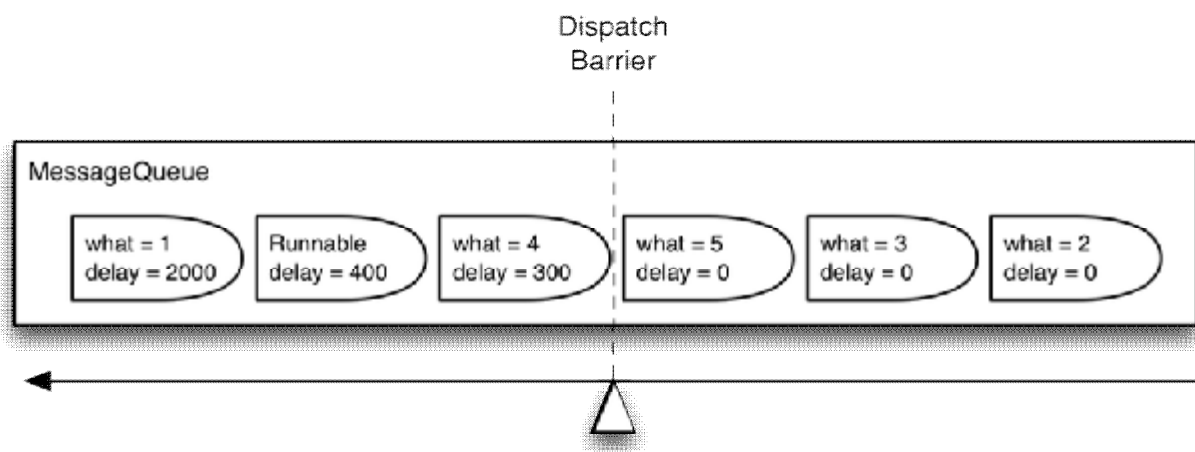 Dispatch
Barrier
MessageQueue
what = 1
delay = 2000
Runnable
delay = 400
what = 4
delay = 300
what = 5
delay = 0
what = 3
delay = 0
what = 2
delay = 0